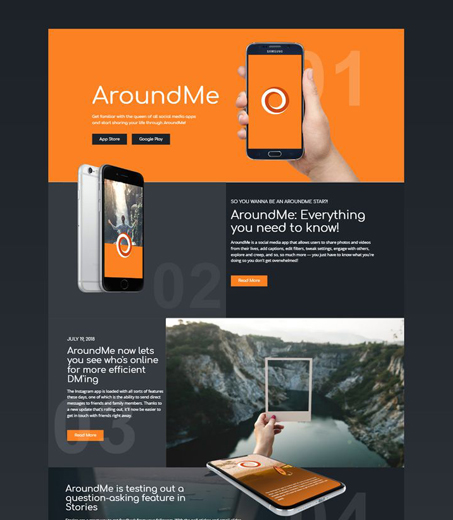 01
SAMSUNG
AroundMe
Get familiar with the queen of all social media apps
and start sharing your life through AroundMe!
App Store
Google Play
SO YOU WANNA BE AN AROUNDME STAR?!
AroundMe: Everything
you need to know!
AroundMe is a social media app that allows users to share photos and videos
from their lives, add captions, edit filters, tweak settings, engage with others,
explore and creep, and so, so much more — you just have to know what you're
doing so you don't get overwhelmed!
Read More
02
JULY 19, 2018
AroundMe now lets
you see who's online
for more efficient
DM'ing
The Instagram app is loaded with all sorts of features
these days, one of which is the ability to send direct
messages to friends and family members. Thanks to
a new update that's rolling out, it'll now be easier to
get in touch with friends right away.
Read More
03
AroundMe is testing out a
question-asking feature in
Stories
04